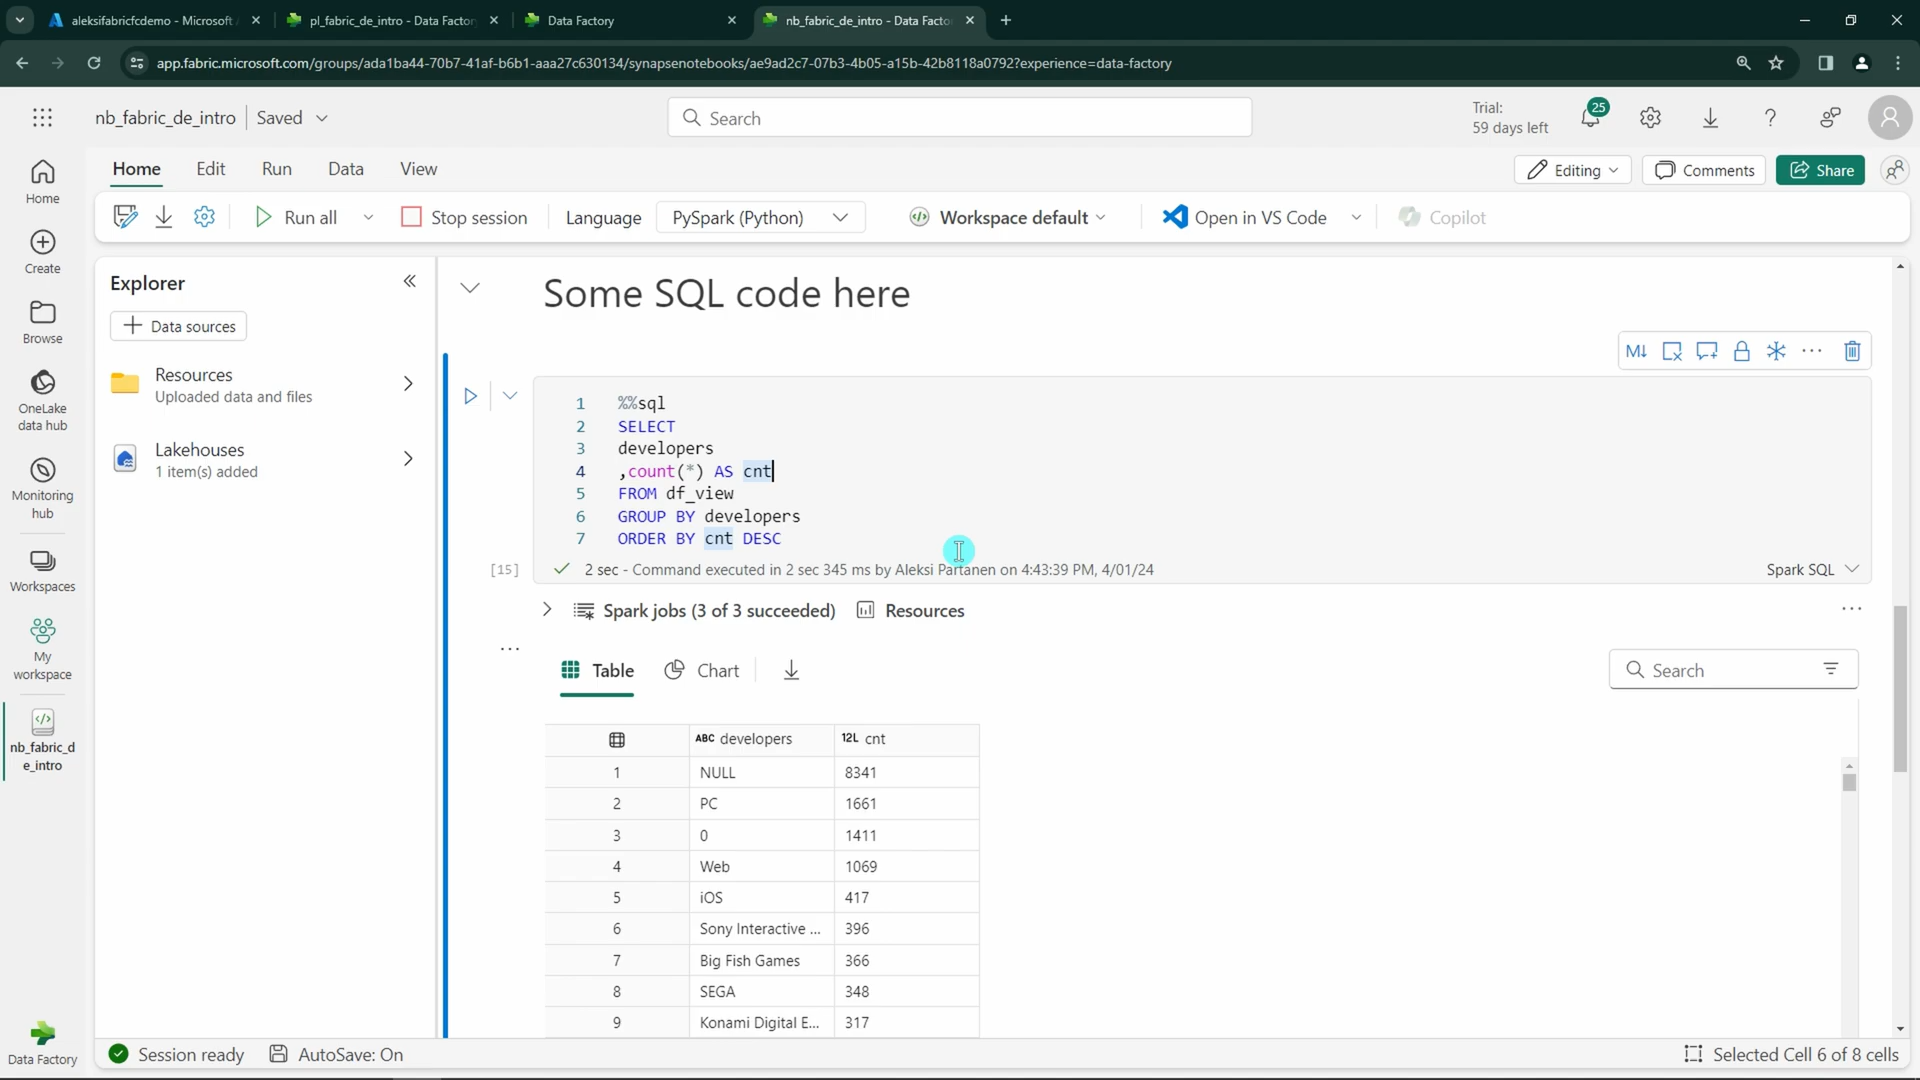 aleksifabricfcdemo - Microsoft A
pl_fabric_de_intro - Data Factory
Data Factory
nb_fabric_de_intro - Data Facto
app.fabric.microsoft.com/groups/ada1ba44-70b7-41af-b6b1-aaa27c630134/synapsenotebooks/ae9ad2c7-07b3-4b05-a15b-42b8118a0792?experience=data-factory
nb_fabric_de_intro
Saved
Search
Trial:
59 days left
25
Home
Edit
Run
Data
View
Editing
Comments
Share
Run all
Stop session
Language
PySpark (Python)
Workspace default
Open in VS Code
Copilot
Home
Create
Browse
OneLake
data hub
Monitoring
hub
Workspaces
My
workspace
nb_fabric_d
e_intro
Data Factory
Explorer
Data sources
Resources
Uploaded data and files
Lakehouses
1 item(s) added
Some SQL code here
M↓
1 %%sql
2 SELECT
3 developers
4 ,count(*) AS cnt
5 FROM df_view
6 GROUP BY developers
7 ORDER BY cnt DESC
[15]
2 sec - Command executed in 2 sec 345 ms by Aleksi Partanen on 4:43:39 PM, 4/01/24
Spark SQL
Spark jobs (3 of 3 succeeded)
Resources
Table
Chart
Search
ABC developers 12L cnt
1 NULL 8341
2 PC 1661
3 0 1411
4 Web 1069
5 iOS 417
6 Sony Interactive ... 396
7 Big Fish Games 366
8 SEGA 348
9 Konami Digital E... 317
Session ready
AutoSave: On
Selected Cell 6 of 8 cells